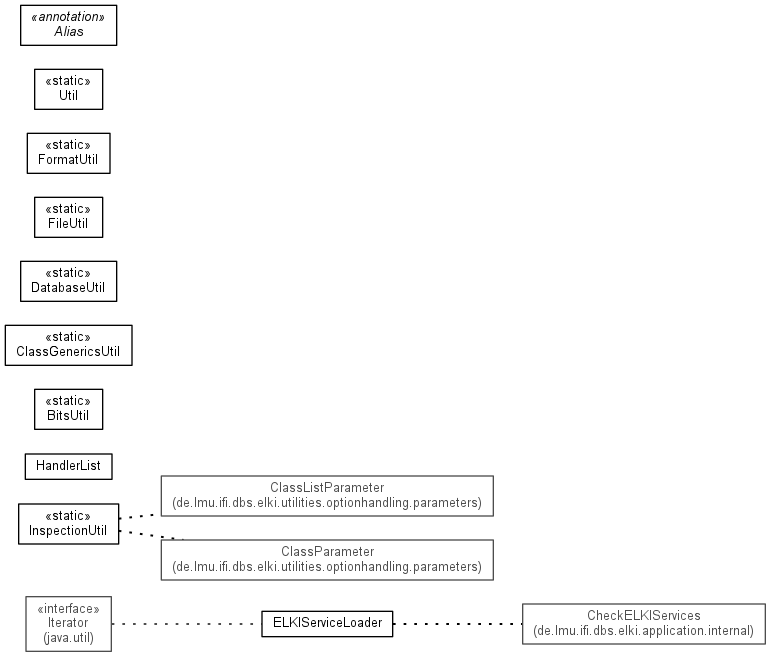 «annotation»
Alias
«static»
Util
«static»
FormatUtil
«static»
FileUtil
«static»
DatabaseUtil
«static»
ClassGenericsUtil
«static»
BitsUtil
HandlerList
«static»
InspectionUtil
ClassListParameter
(de.lmu.ifi.dbs.elki.utilities.optionhandling.parameters)
ClassParameter
(de.lmu.ifi.dbs.elki.utilities.optionhandling.parameters)
«interface»
Iterator
(java.util)
ELKIServiceLoader
CheckELKIServices
(de.lmu.ifi.dbs.elki.application.internal)